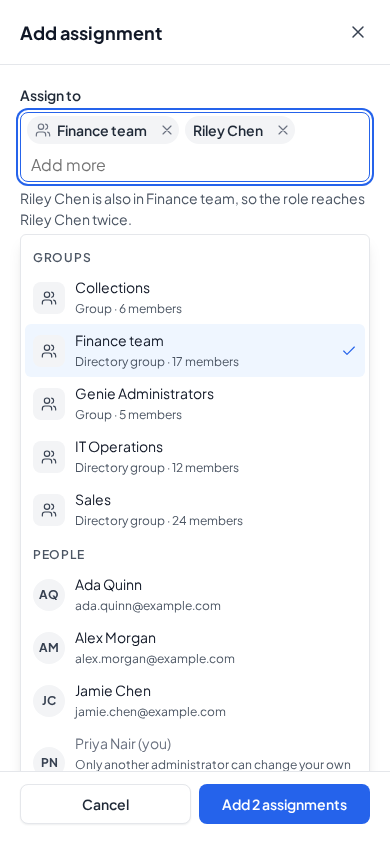 Add assignment
Assign to
Finance team
Riley Chen
Add more
Riley Chen is also in Finance team, so the role reaches
Riley Chen twice.
GROUPS
Collections
Group · 6 members
Finance team
Directory group · 17 members
Genie Administrators
Group · 5 members
IT Operations
Directory group · 12 members
Sales
Directory group · 24 members
PEOPLE
AQ
Ada Quinn
ada.quinn@example.com
AM
Alex Morgan
alex.morgan@example.com
JC
Jamie Chen
jamie.chen@example.com
PN
Priya Nair (you)
Only another administrator can change your own
Cancel
Add 2 assignments